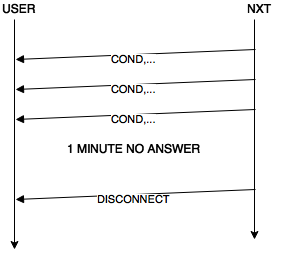 USER
NXT
COND,...
COND,...
COND,...
1 MINUTE NO ANSWER
DISCONNECT